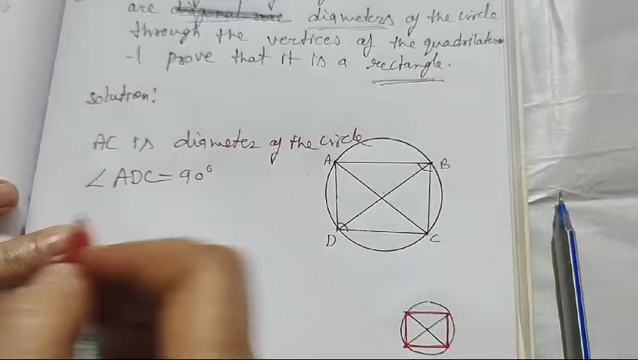 are diameters of the circle
through the vertices of the quadrilateral
prove that it is a rectangle.
solution:
AC is diameter of the circle
∠ADC = 90°
A B
D C